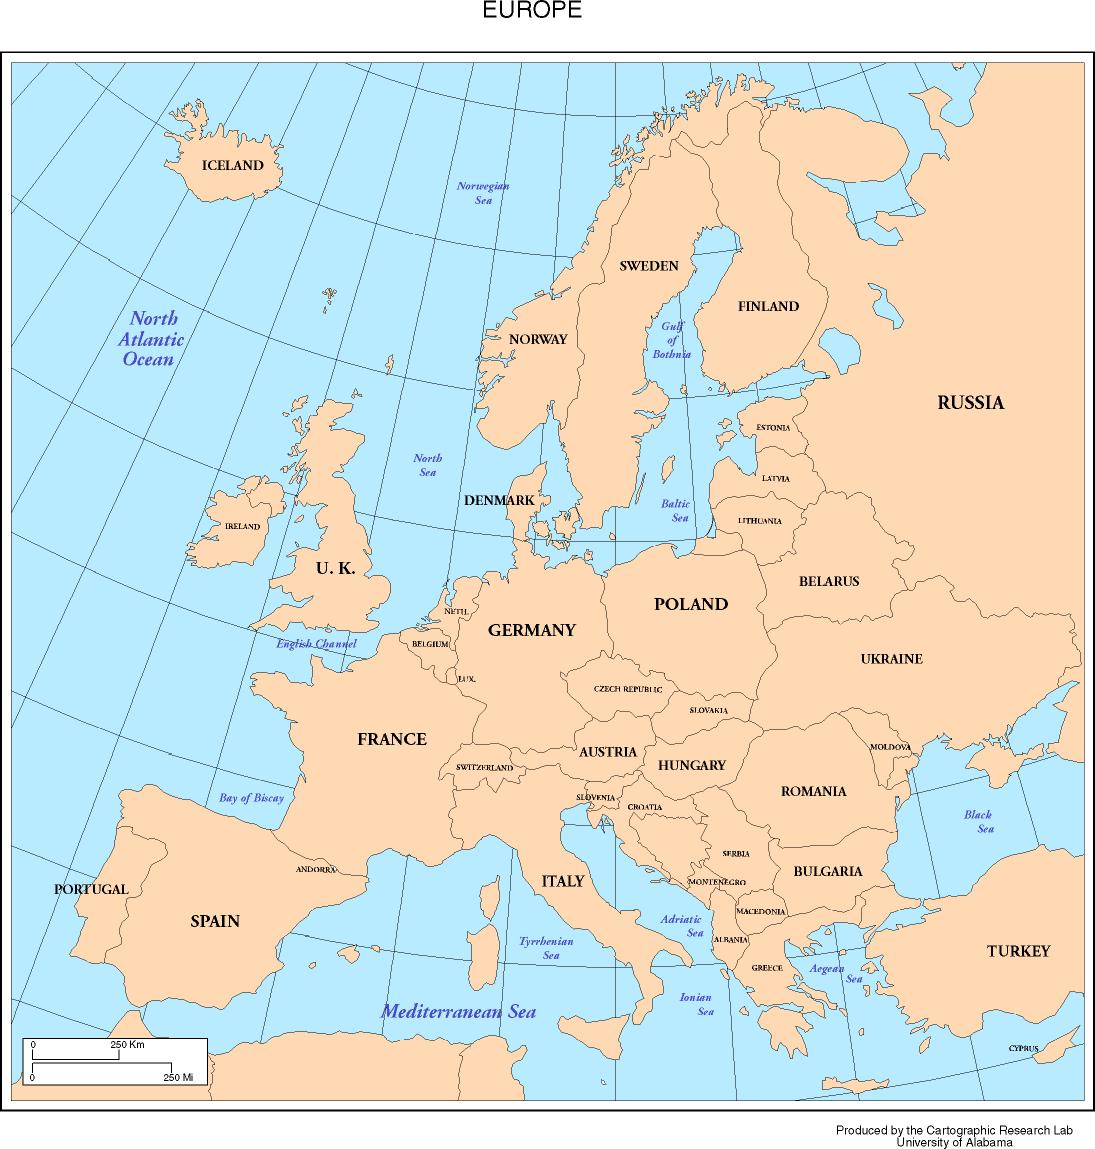 EUROPE
ICELAND
Norwegian
Sea
SWEDEN
FINLAND
North
Atlantic
Ocean
NORWAY
Gulf
of
Bothnia
RUSSIA
ESTONIA
North
Sea
LATVIA
DENMARK
Baltic
Sea
LITHUANIA
IRELAND
U. K.
BELARUS
NETH.
POLAND
GERMANY
English Channel
BELGIUM
UKRAINE
LUX.
CZECH REPUBLIC
SLOVAKIA
FRANCE
AUSTRIA
MOLDOVA
SWITZERLAND
HUNGARY
ROMANIA
Bay of Biscay
SLOVENIA
CROATIA
Black
Sea
SERBIA
ANDORRA
BULGARIA
PORTUGAL
ITALY
MONTENEGRO
SPAIN
MACEDONIA
Adriatic
Sea
Tyrrhenian
Sea
ALBANIA
TURKEY
GREECE
Aegean
Sea
Mediterranean Sea
Ionian
Sea
CYPRUS
0 250 Km
0 250 Mi
Produced by the Cartographic Research Lab
University of Alabama